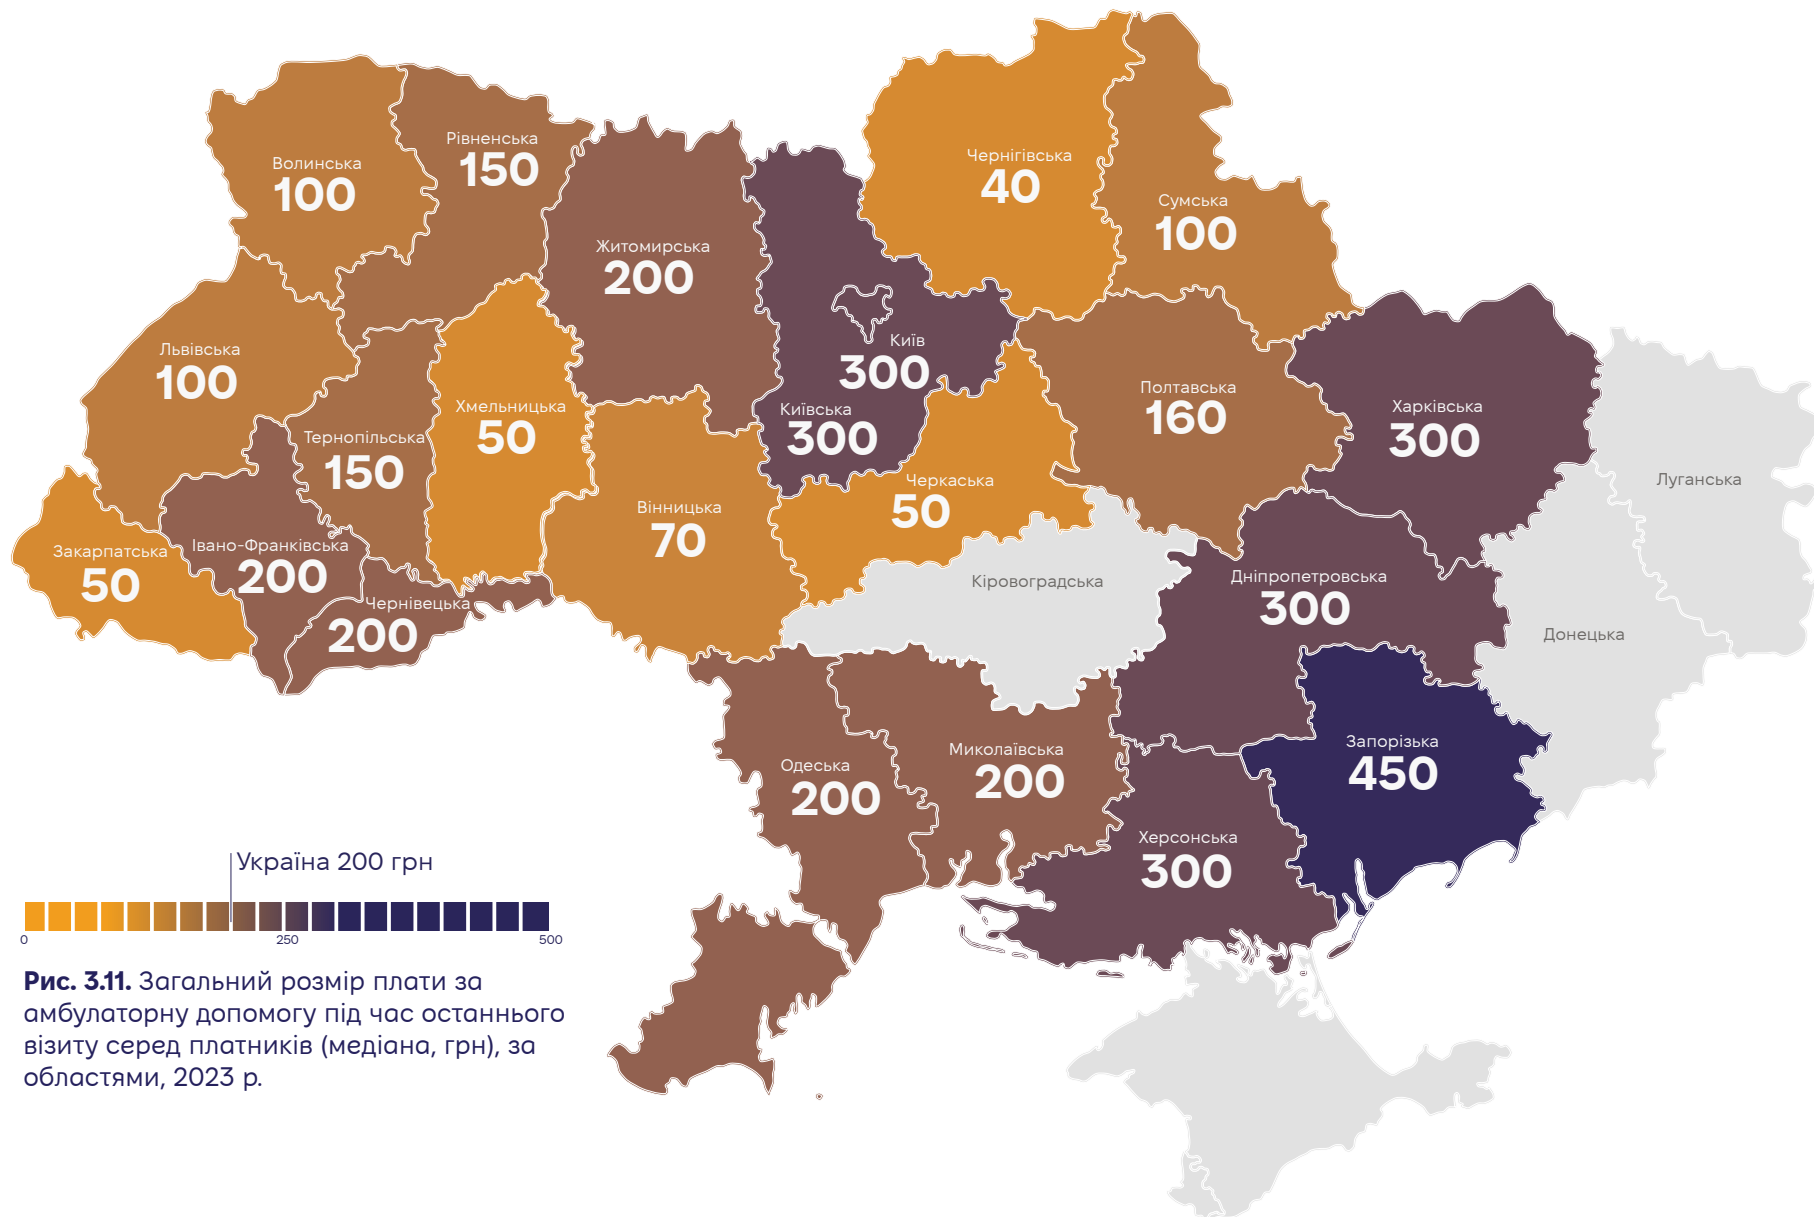 Чернігівська
40
Рівненська
150
Волинська
100
Сумська
100
Житомирська
200
Київ
300
Львівська
100
Полтавська
160
Хмельницька
50
Київська
300
Харківська
300
Тернопільська
150
Черкаська
50
Луганська
Вінницька
70
Закарпатська
50
Івано-Франківська
200
Кіровоградська
Дніпропетровська
300
Чернівецька
200
Донецька
Запорізька
450
Миколаївська
200
Одеська
200
Херсонська
300
Україна 200 грн
0 250 500
Рис. 3.11. Загальний розмір плати за
амбулаторну допомогу під час останнього
візиту серед платників (медіана, грн), за
областями, 2023 р.